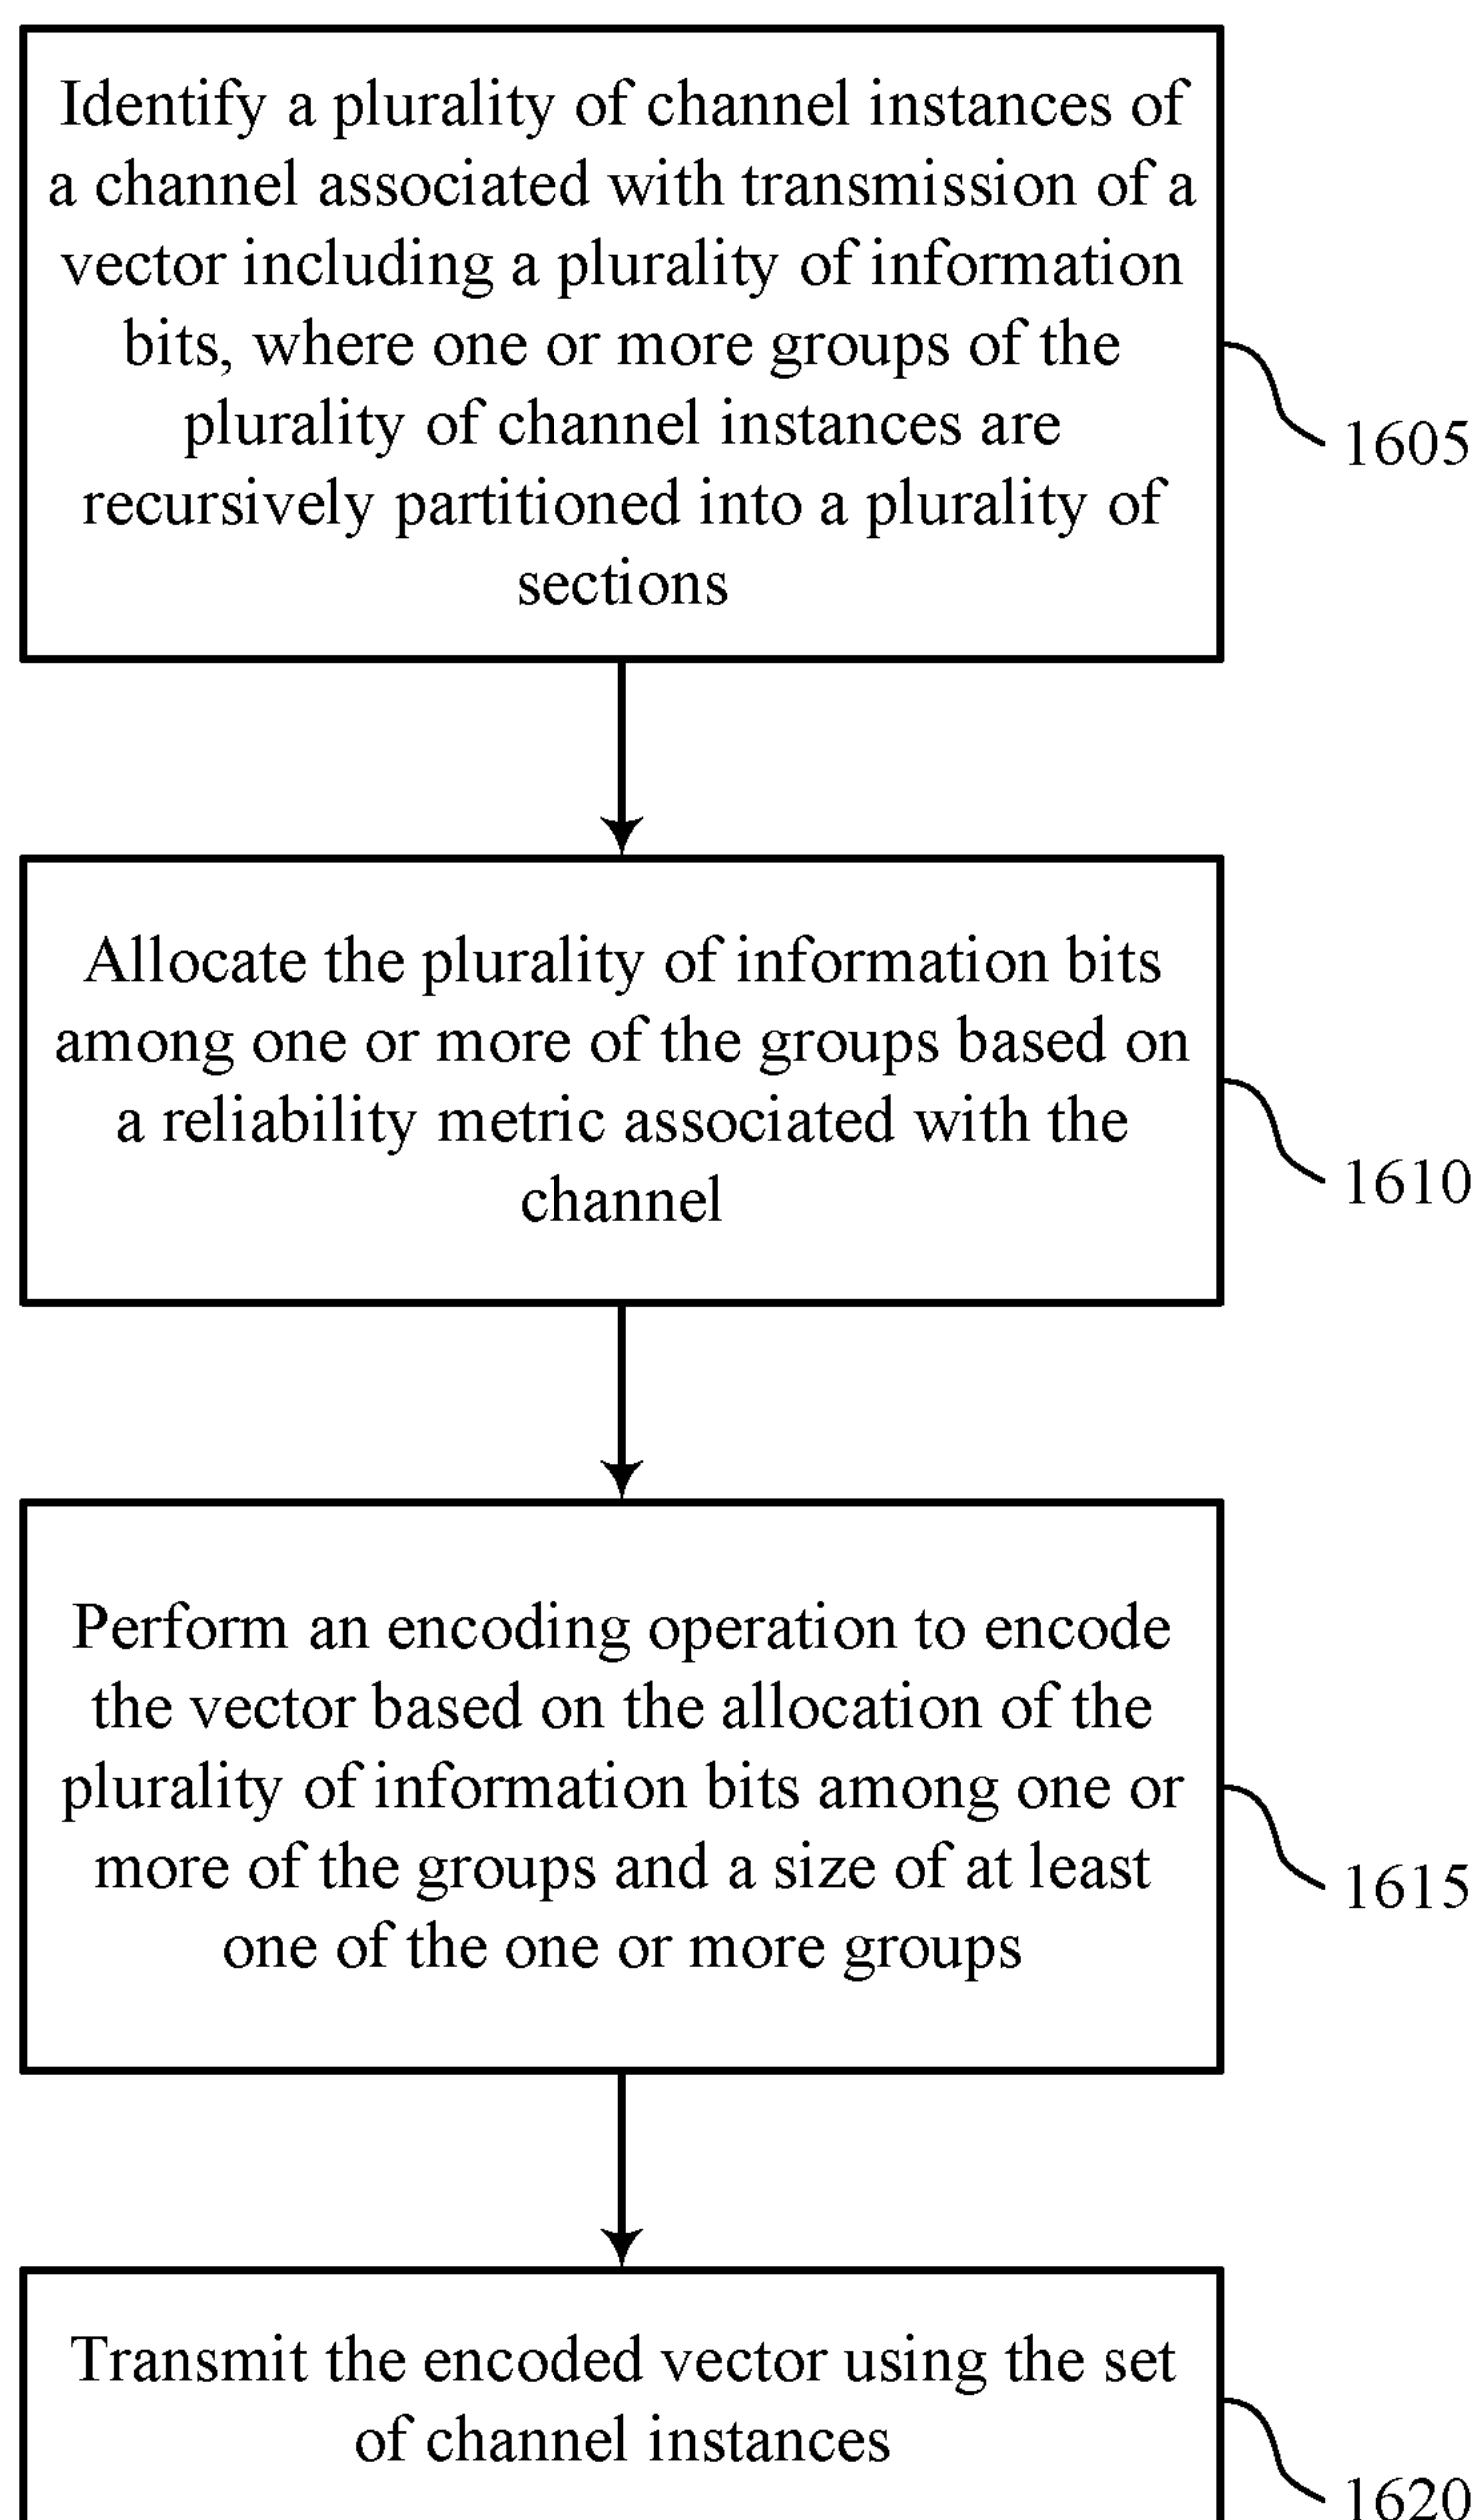 Identify a plurality of channel instances of
a channel associated with transmission of a
vector including a plurality of information
bits, where one or more groups of the
plurality of channel instances are
recursively partitioned into a plurality of
sections
1605
Allocate the plurality of information bits
among one or more of the groups based on
a reliability metric associated with the
channel
1610
Perform an encoding operation to encode
the vector based on the allocation of the
plurality of information bits among one or
more of the groups and a size of at least
one of the one or more groups
1615
Transmit the encoded vector using the set
of channel instances
1620